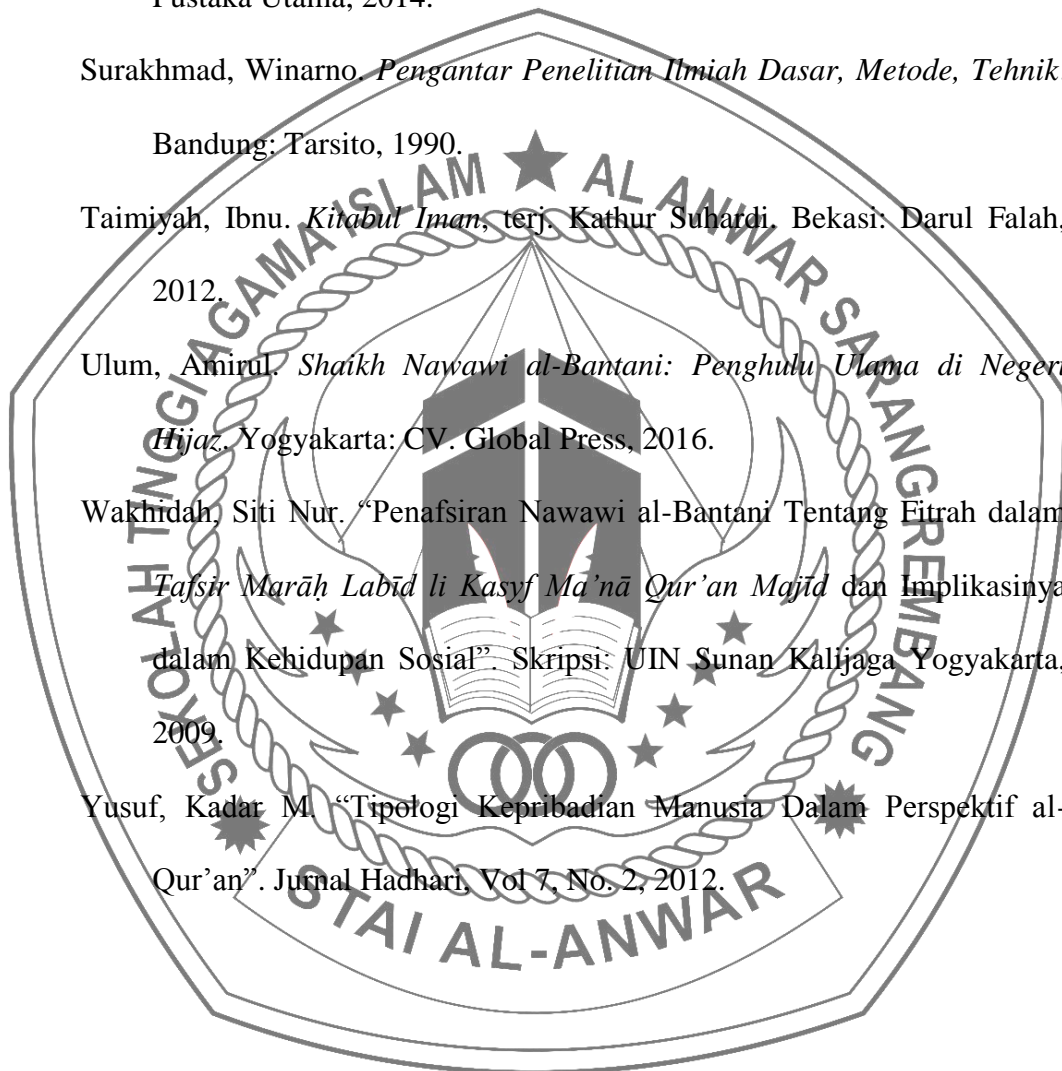 Pustaka Utama, 2014.
Surakhmad, Winarno. Pengantar Penelitian Ilmiah Dasar, Metode, Tehnik.
Bandung: Tarsito, 1990.
Taimiyah, Ibnu. Kitabul Iman, terj. Kathur Suhardi. Bekasi: Darul Falah,
2012.
Ulum, Amirul. Shaikh Nawawi al-Bantani: Penghulu Ulama di Negeri
Hijaz. Yogyakarta: CV. Global Press, 2016.
Wakhidah, Siti Nur. “Penafsiran Nawawi al-Bantani Tentang Fitrah dalam
Tafsir Marāḥ Labīd li Kasyf Ma’nā Qur’an Majīd dan Implikasinya
dalam Kehidupan Sosial”. Skripsi: UIN Sunan Kalijaga Yogyakarta,
2009.
Yusuf, Kadar M. “Tipologi Kepribadian Manusia Dalam Perspektif al-
Qur’an”. Jurnal Hadhari, Vol 7, No. 2, 2012.
SEKOLAH TINGGI AGAMA ISLAM ★ AL ANWAR SARANG REMBANG
STAI AL-ANWAR